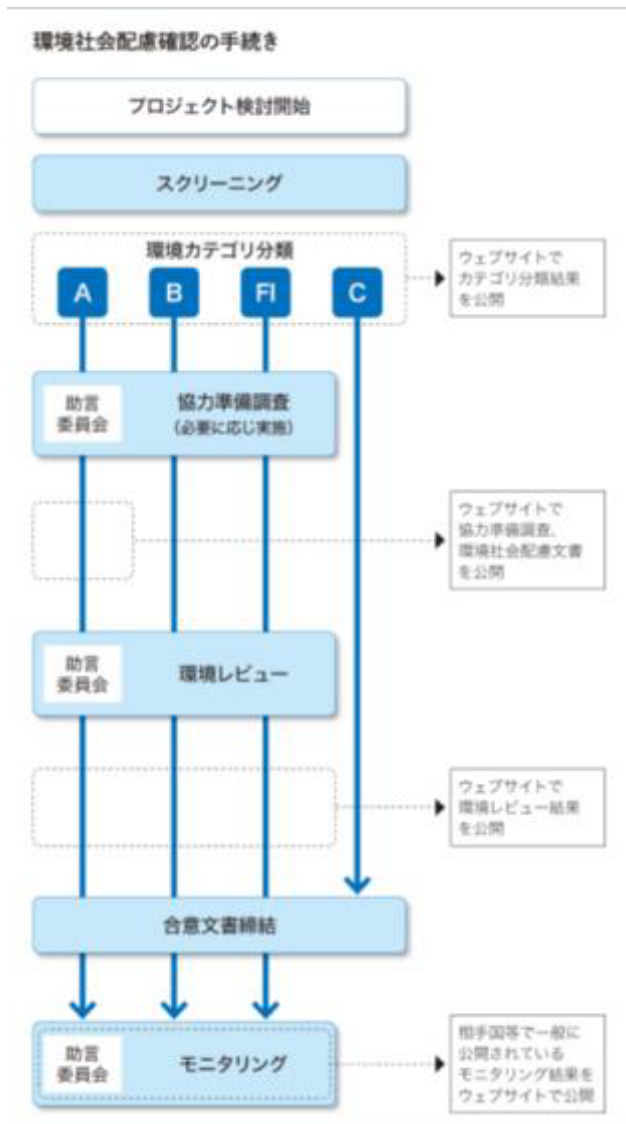 環境社会配慮確認の手続き
プロジェクト検討開始
スクリーニング
環境カテゴリ分類
A
B
FI
C
ウェブサイトで
カテゴリ分類結果
を公開
助言
委員会
協力準備調査
(必要に応じ実施)
ウェブサイトで
協力準備調査、
環境社会配慮文書
を公開
助言
委員会
環境レビュー
ウェブサイトで
環境レビュー結果
を公開
合意文書締結
助言
委員会
モニタリング
相手国等で一般に
公開されている
モニタリング結果を
ウェブサイトで公開